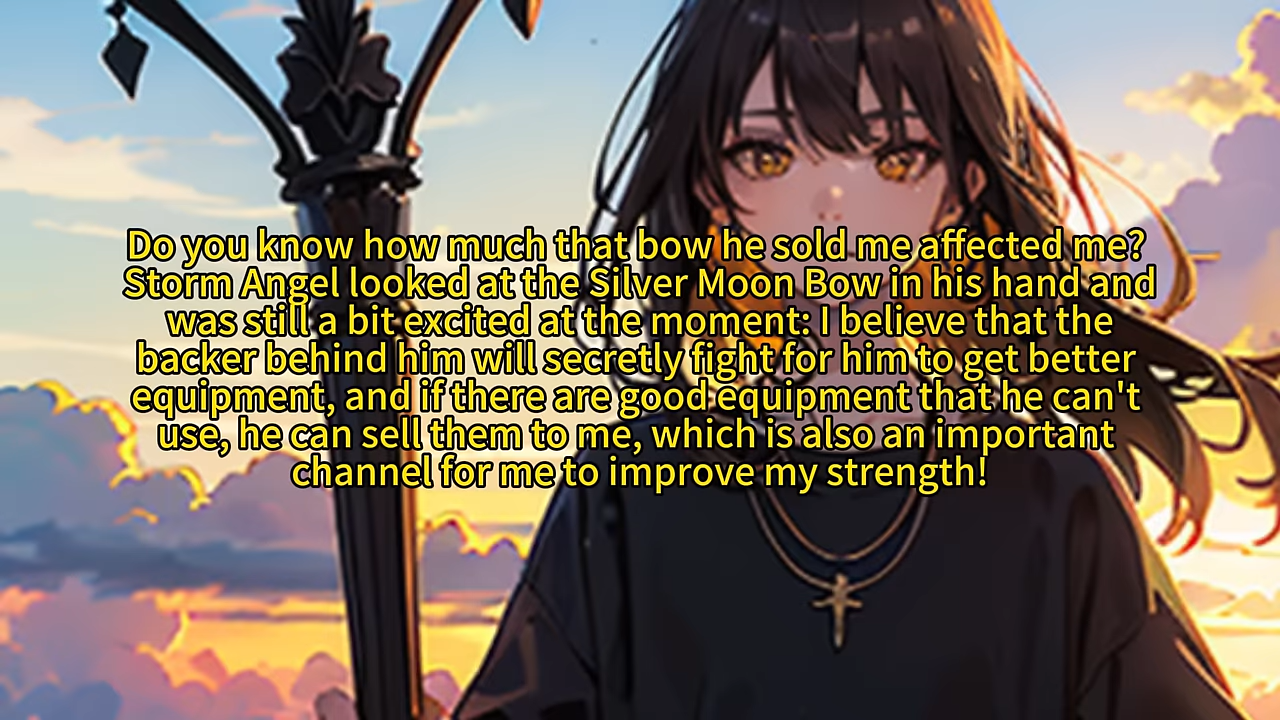 Do you know how much that bow he sold me affected me?
Storm Angel looked at the Silver Moon Bow in his hand and
was still a bit excited at the moment: I believe that the
backer behind him will secretly fight for him to get better
equipment, and if there are good equipment that he can't
use, he can sell them to me, which is also an important
channel for me to improve my strength!